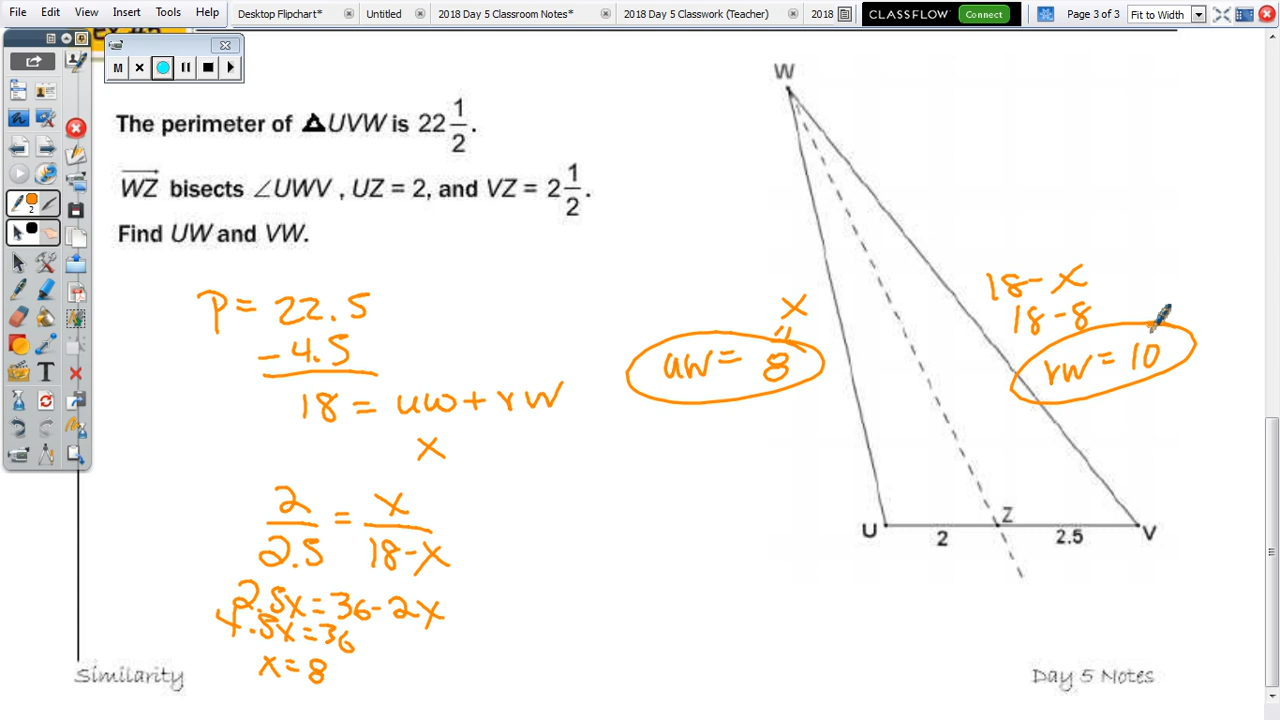 File Edit View Insert Tools Help
Desktop Flipchart*
Untitled
2018 Day 5 Classroom Notes*
2018 Day 5 Classwork (Teacher)
2018
CLASSFLOW
Connect
Page 3 of 3
Fit to Width
M
2
T
The perimeter of △UVW is 22 1/2.
WZ bisects ∠UWV , UZ = 2, and VZ = 2 1/2.
Find UW and VW.
P = 22.5
- 4.5
18 = uw + vw
x
2/2.5 = x/18-x
2.5x = 36 - 2x
4.5x = 36
x = 8
x
uw = 8
18 - x
18 - 8
vw = 10
W
U
Z
V
2
2.5
Similarity
Day 5 Notes